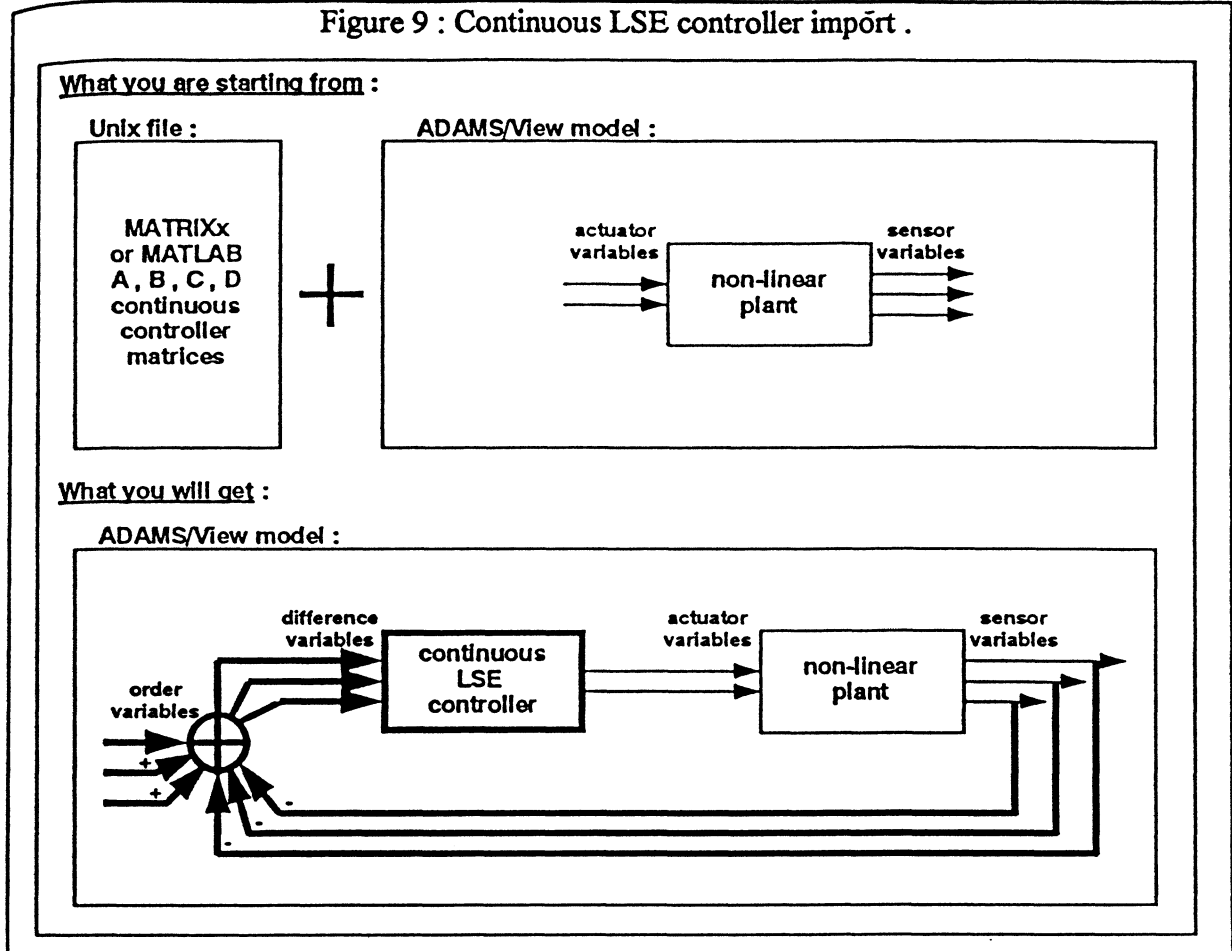 Figure 9 : Continuous LSE controller impört .
What you are starting from :
Unix file :
ADAMS/View model :
MATRIXx
or MATLAB
A , B , C , D
continuous
controller
matrices
+
actuator
variables
non-linear
plant
sensor
variables
What you will get :
ADAMS/View model :
order
variables
+
+
-
-
-
difference
variables
continuous
LSE
controller
actuator
variables
non-linear
plant
sensor
variables